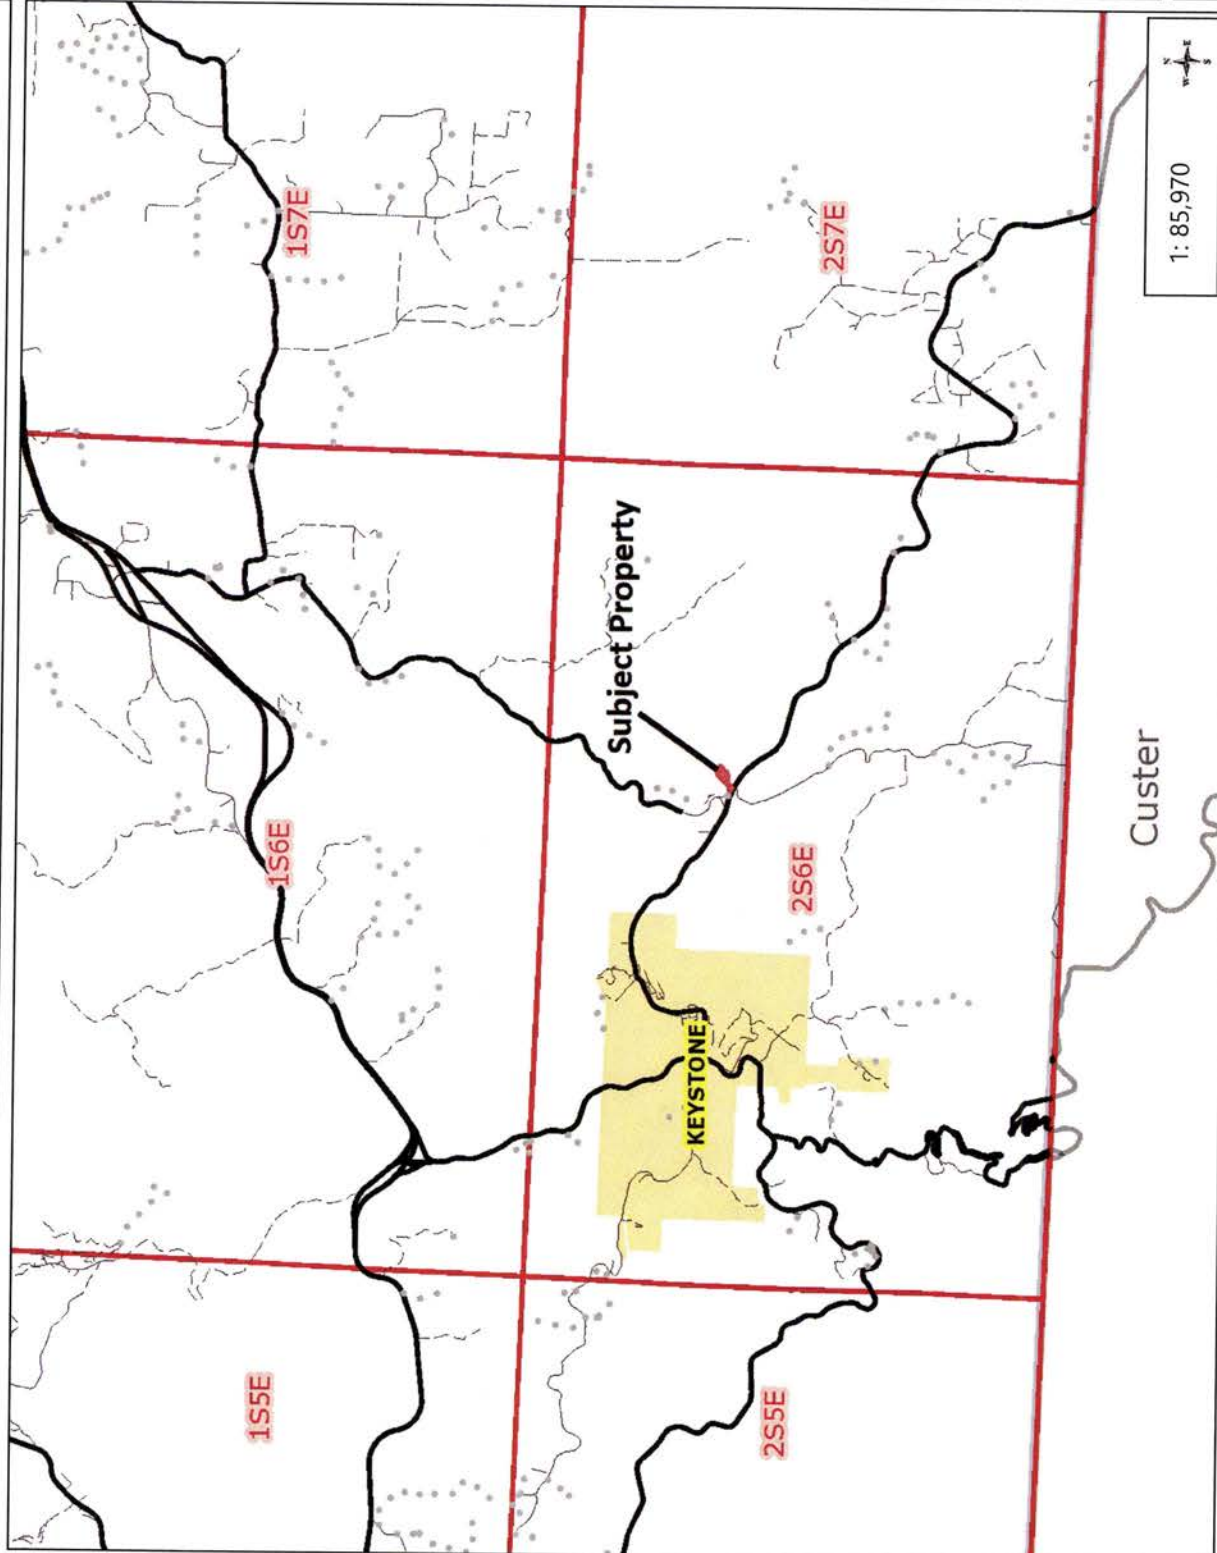 1S5E
1S6E
1S7E
Subject Property
KEYSTONE
2S5E
2S6E
2S7E
Custer
1: 85,970
N
W E
S